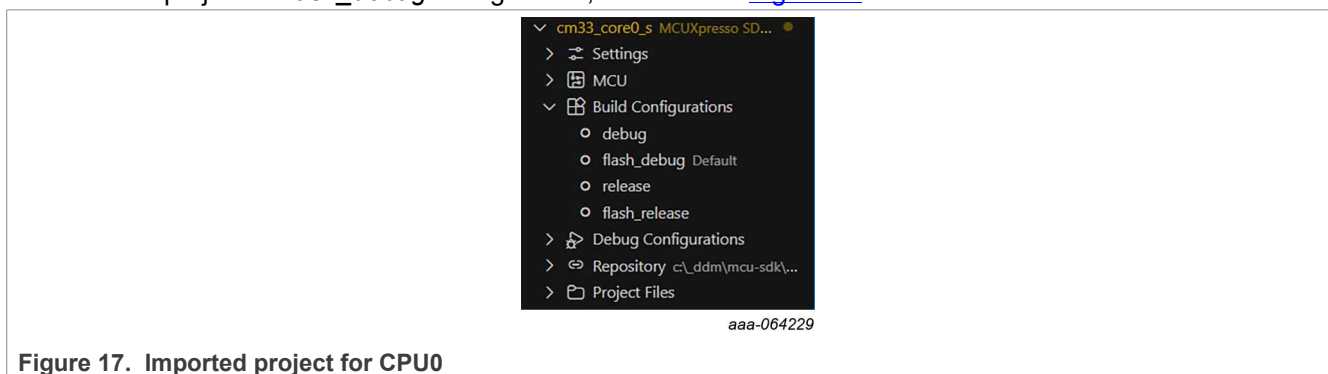 cm33_core0_s MCUXpresso SD...
Settings
MCU
Build Configurations
debug
flash_debug Default
release
flash_release
Debug Configurations
Repository c:\_ddm\mcu-sdk\...
Project Files
aaa-064229
Figure 17. Imported project for CPU0